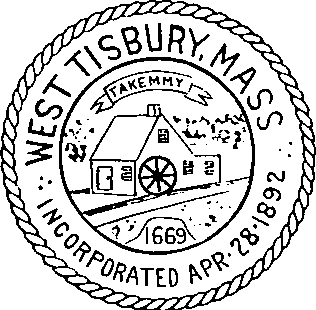 WEST TISBURY, MASS
TAKEMMY
1669
INCORPORATED APR·28·1892